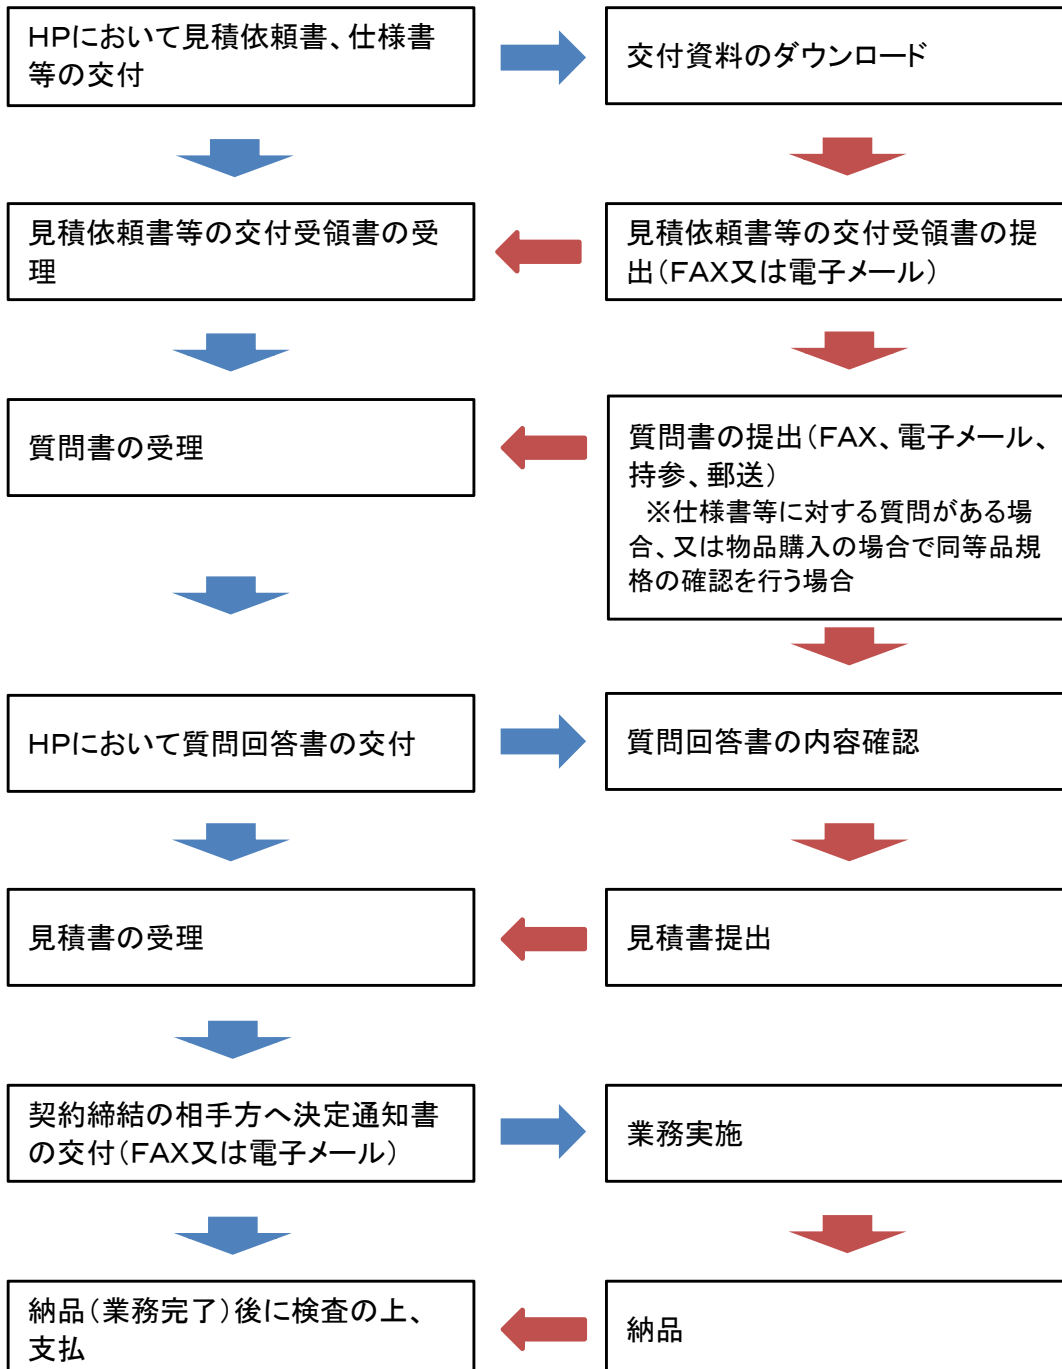 HPにおいて見積依頼書、仕様書
等の交付
交付資料のダウンロード
見積依頼書等の交付受領書の受
理
見積依頼書等の交付受領書の提
出(FAX又は電子メール)
質問書の受理
質問書の提出(FAX、電子メール、
持参、郵送)
※仕様書等に対する質問がある場
合、又は物品購入の場合で同等品規
格の確認を行う場合
HPにおいて質問回答書の交付
質問回答書の内容確認
見積書の受理
見積書提出
契約締結の相手方へ決定通知書
の交付(FAX又は電子メール)
業務実施
納品(業務完了)後に検査の上、
支払
納品